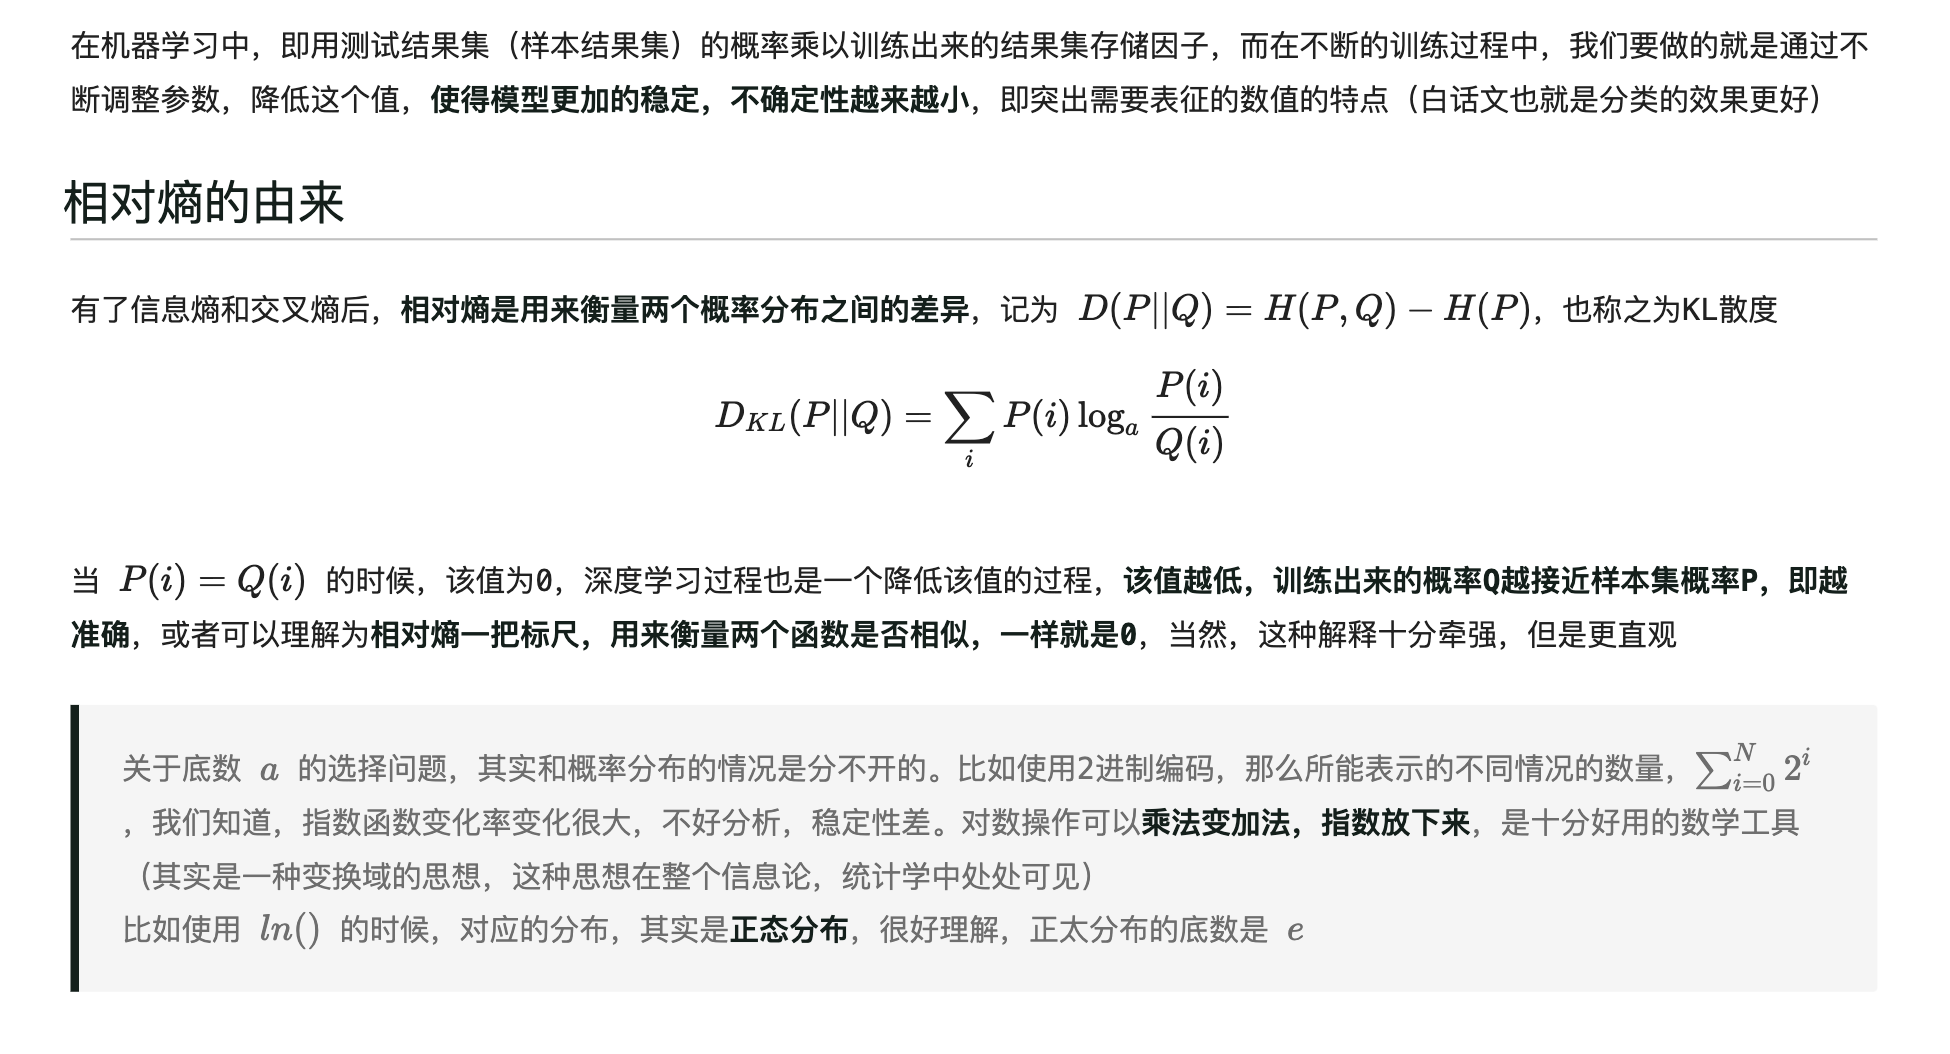 在机器学习中，即用测试结果集（样本结果集）的概率乘以训练出来的结果集存储因子，而在不断的训练过程中，我们要做的就是通过不
断调整参数，降低这个值，使得模型更加的稳定，不确定性越来越小，即突出需要表征的数值的特点（白话文也就是分类的效果更好）
相对熵的由来
有了信息熵和交叉熵后，相对熵是用来衡量两个概率分布之间的差异，记为 D(P||Q) = H(P,Q) − H(P)，也称之为KL散度
D_{KL}(P||Q) = \sum_{i} P(i) \log_a \frac{P(i)}{Q(i)}
当 P(i) = Q(i) 的时候，该值为0，深度学习过程也是一个降低该值的过程，该值越低，训练出来的概率Q越接近样本集概率P，即越
准确，或者可以理解为相对熵一把标尺，用来衡量两个函数是否相似，一样就是0，当然，这种解释十分牵强，但是更直观
关于底数 a 的选择问题，其实和概率分布的情况是分不开的。比如使用2进制编码，那么所能表示的不同情况的数量，\sum_{i=0}^{N} 2^i
，我们知道，指数函数变化率变化很大，不好分析，稳定性差。对数操作可以乘法变加法，指数放下来，是十分好用的数学工具
（其实是一种变换域的思想，这种思想在整个信息论，统计学中处处可见）
比如使用 ln() 的时候，对应的分布，其实是正态分布，很好理解，正太分布的底数是 e